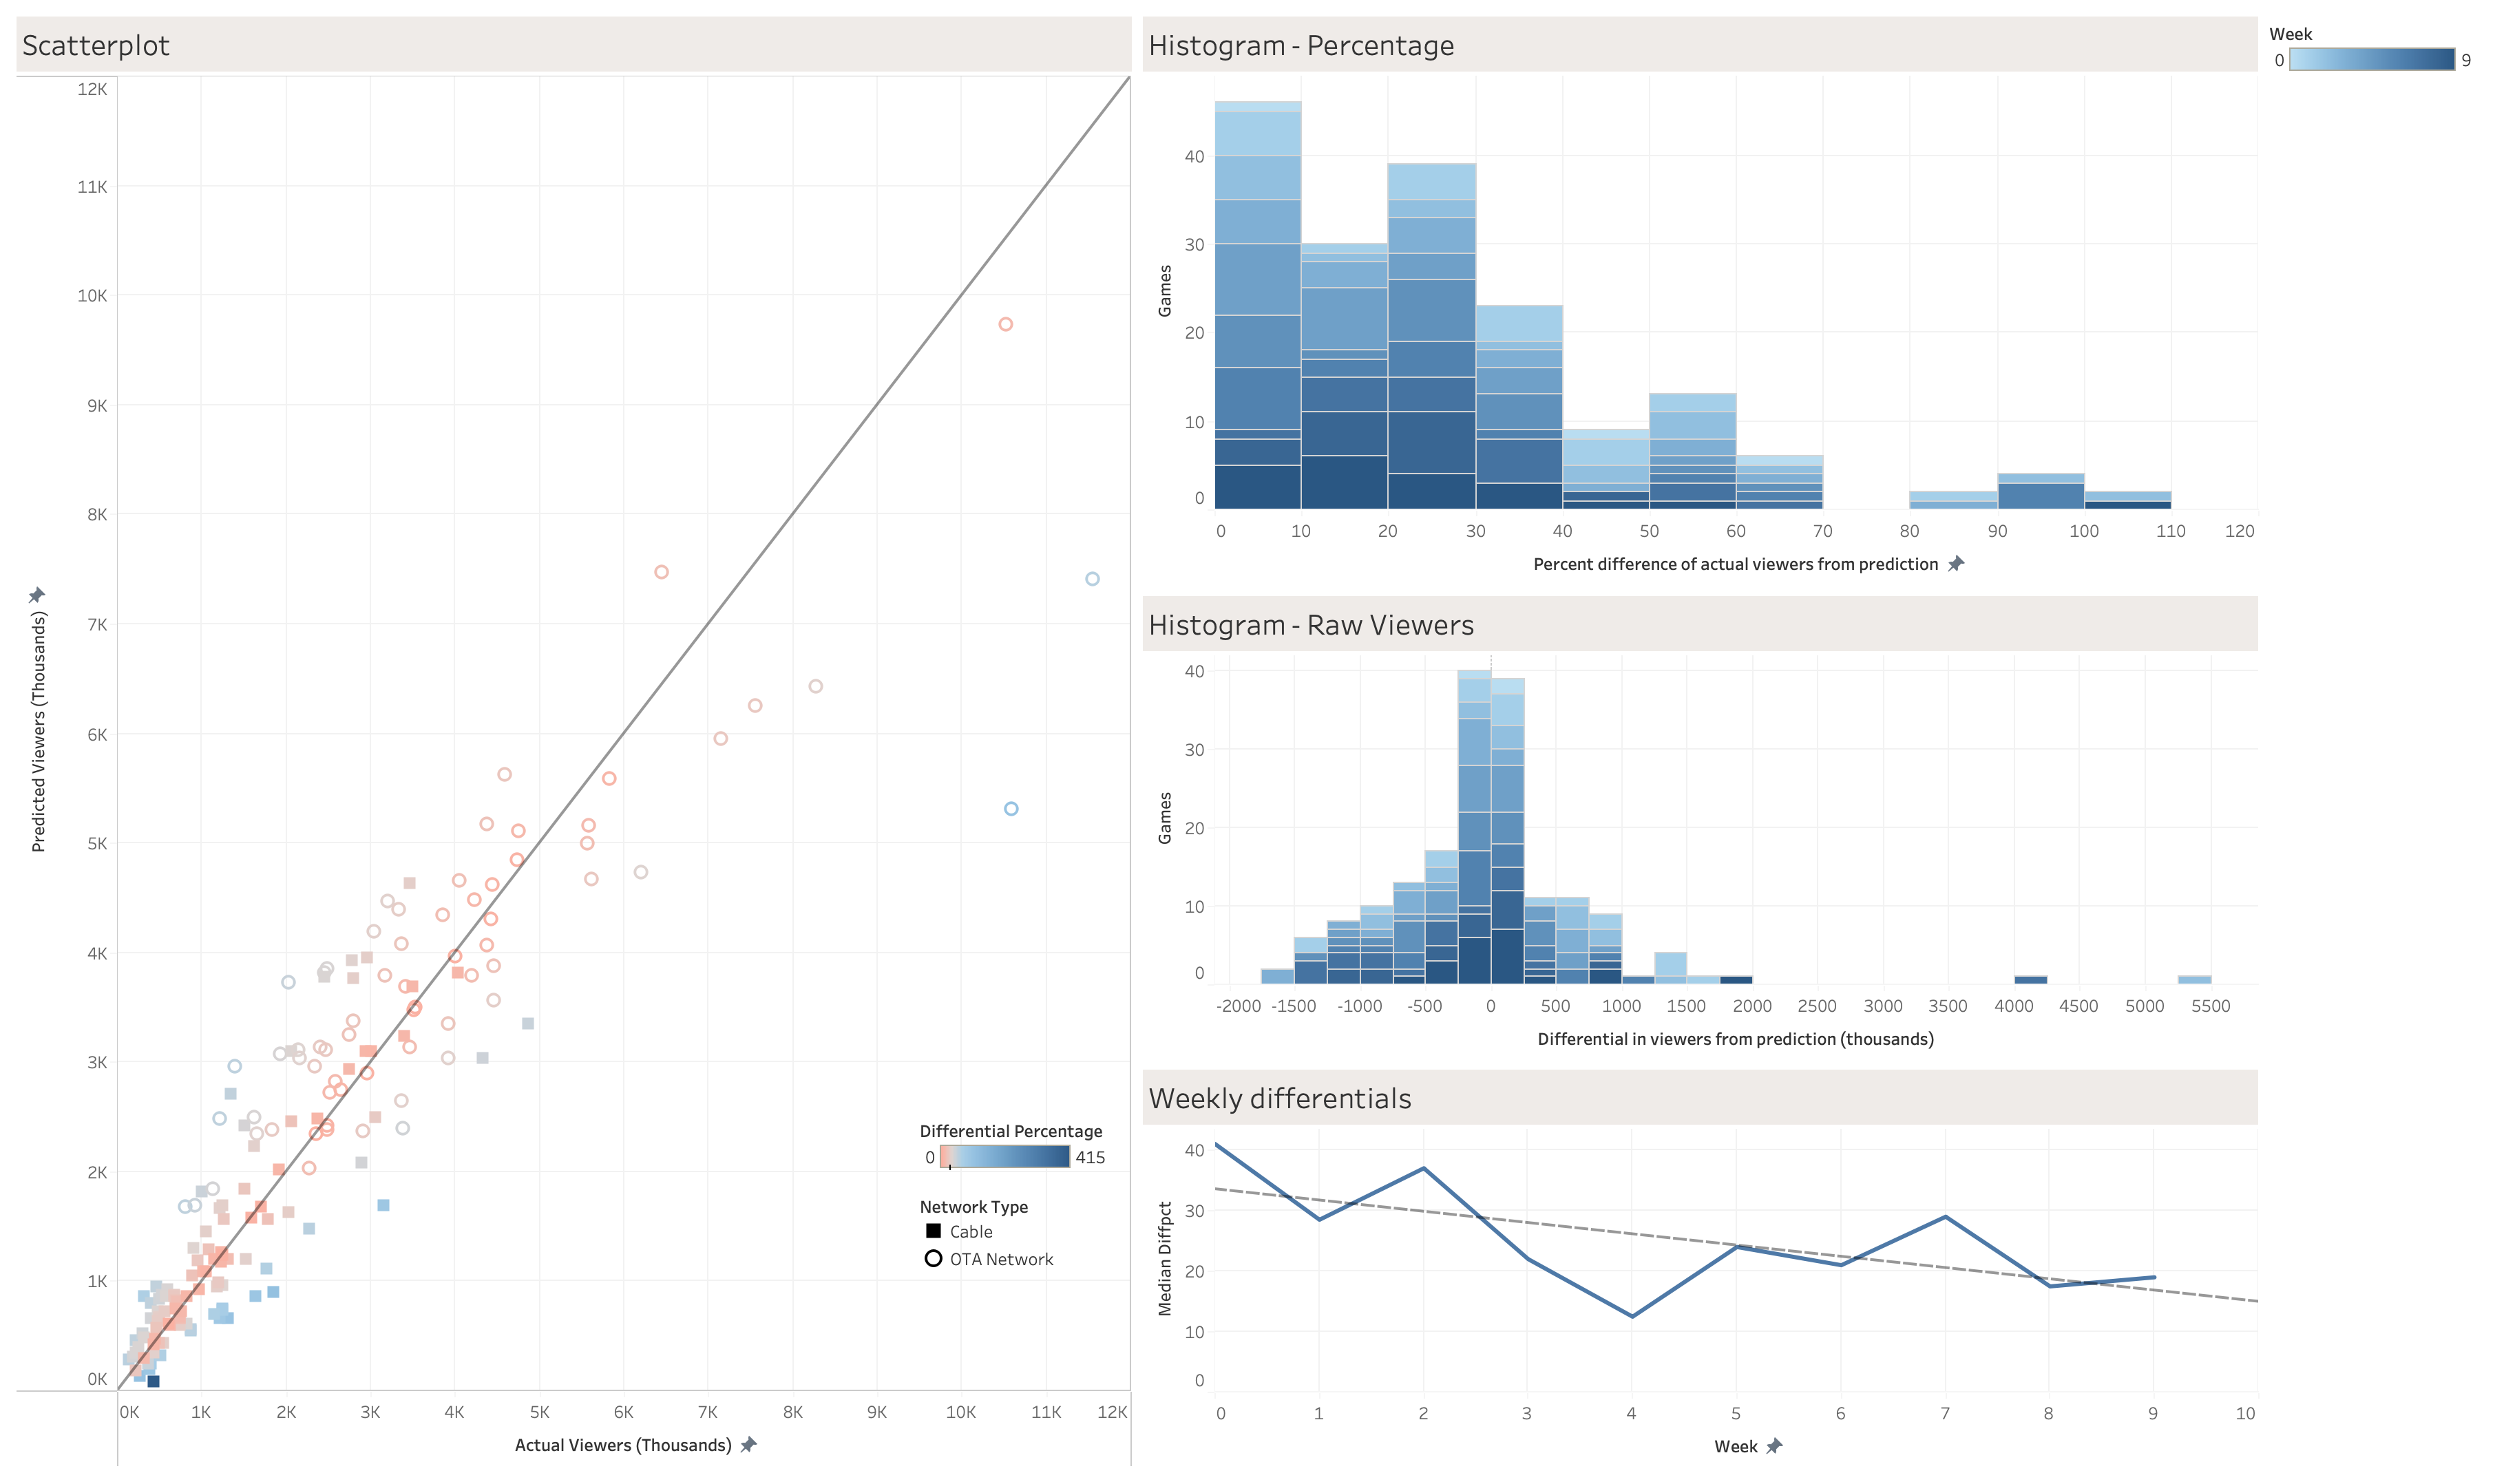 Scatterplot
12K
11K
10K
9K
8K
7K
6K
5K
4K
3K
2K
1K
0K
Predicted Viewers (Thousands)
0K 1K 2K 3K 4K 5K 6K 7K 8K 9K 10K 11K 12K
Actual Viewers (Thousands)
Differential Percentage
0 415
Network Type
Cable
OTA Network
Histogram - Percentage
40
30
20
10
0
Games
0 10 20 30 40 50 60 70 80 90 100 110 120
Percent difference of actual viewers from prediction
Week
0 9
Histogram - Raw Viewers
40
30
20
10
0
Games
-2000 -1500 -1000 -500 0 500 1000 1500 2000 2500 3000 3500 4000 4500 5000 5500
Differential in viewers from prediction (thousands)
Weekly differentials
40
30
20
10
0
Median Diffpct
0 1 2 3 4 5 6 7 8 9 10
Week